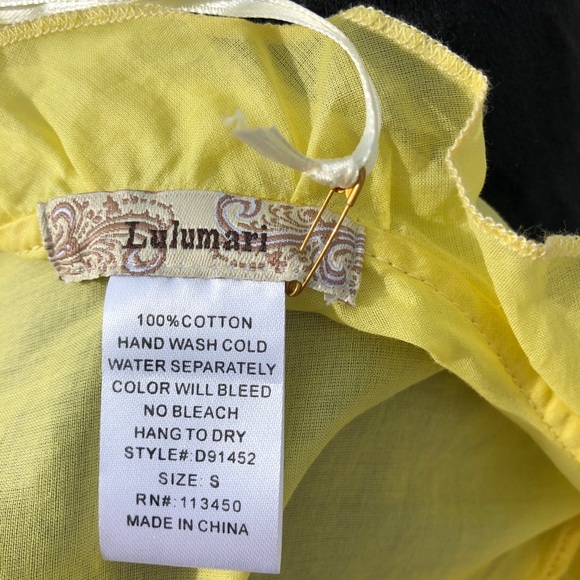 Lulumari
100%COTTON
HAND WASH COLD
WATER SEPARATELY
COLOR WILL BLEED
NO BLEACH
HANG TO DRY
STYLE#:D91452
SIZE: S
RN#:113450
MADE IN CHINA